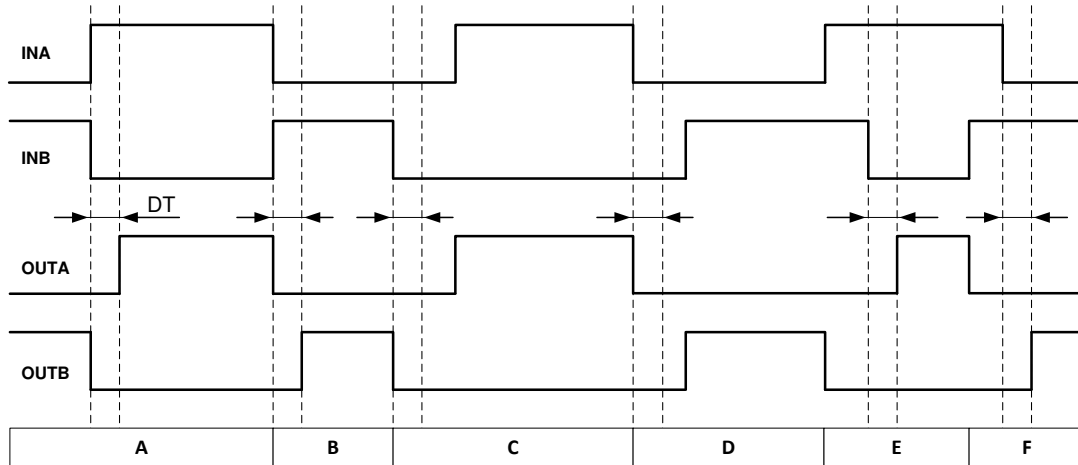 INA
INB
DT
OUTA
OUTB
A B C D E F